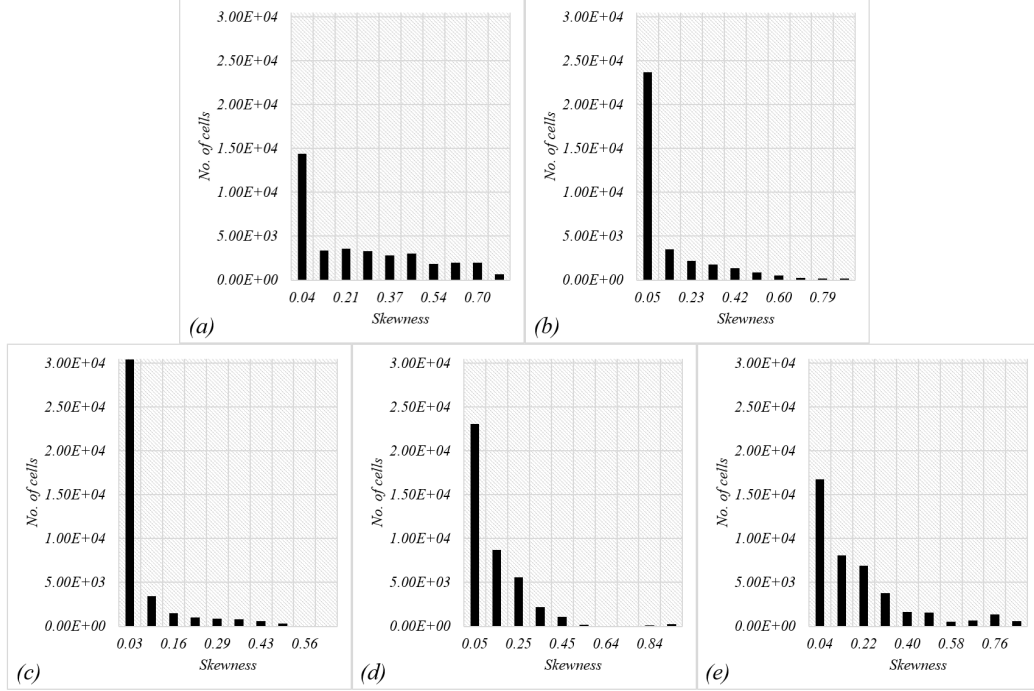 3.00E+04
2.50E+04
2.00E+04
1.50E+04
1.00E+04
5.00E+03
0.00E+00
No. of cells
0.04 0.21 0.37 0.54 0.70
Skewness
(a)
3.00E+04
2.50E+04
2.00E+04
1.50E+04
1.00E+04
5.00E+03
0.00E+00
No. of cells
0.05 0.23 0.42 0.60 0.79
Skewness
(b)
3.00E+04
2.50E+04
2.00E+04
1.50E+04
1.00E+04
5.00E+03
0.00E+00
No. of cells
0.03 0.16 0.29 0.43 0.56
Skewness
(c)
3.00E+04
2.50E+04
2.00E+04
1.50E+04
1.00E+04
5.00E+03
0.00E+00
No. of cells
0.05 0.25 0.45 0.64 0.84
Skewness
(d)
3.00E+04
2.50E+04
2.00E+04
1.50E+04
1.00E+04
5.00E+03
0.00E+00
No. of cells
0.04 0.22 0.40 0.58 0.76
Skewness
(e)